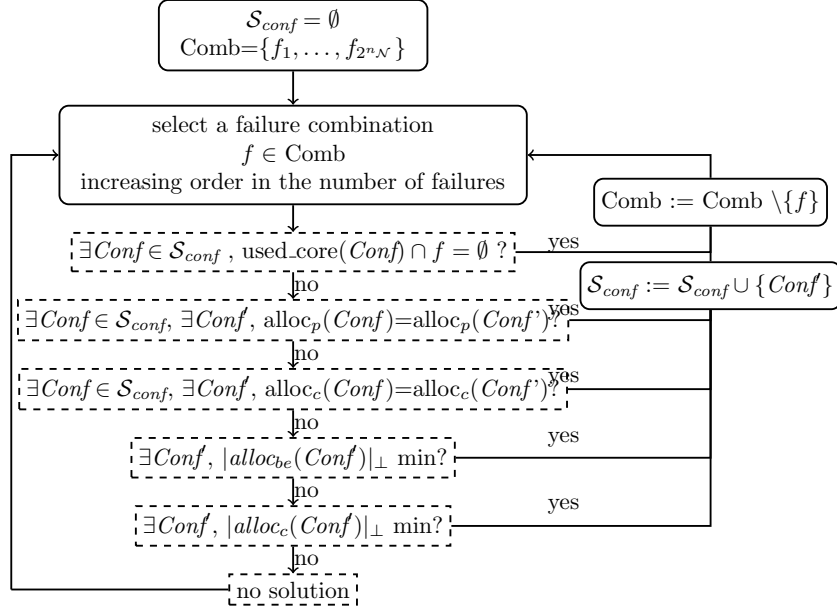 𝒮_conf = ∅
Comb={f_1, . . . , f_{2^{n_𝒩}}}
select a failure combination
f ∈ Comb
increasing order in the number of failures
Comb := Comb \{f}
∃Conf ∈ 𝒮_conf , used_core(Conf) ∩ f = ∅ ?
yes
no
𝒮_conf := 𝒮_conf ∪ {Conf'}
∃Conf ∈ 𝒮_conf, ∃Conf', alloc_p(Conf)=alloc_p(Conf')?
yes
no
∃Conf ∈ 𝒮_conf, ∃Conf', alloc_c(Conf)=alloc_c(Conf')?
yes
no
∃Conf', |alloc_be(Conf')|_⊥ min?
yes
no
∃Conf', |alloc_c(Conf')|_⊥ min?
yes
no
no solution